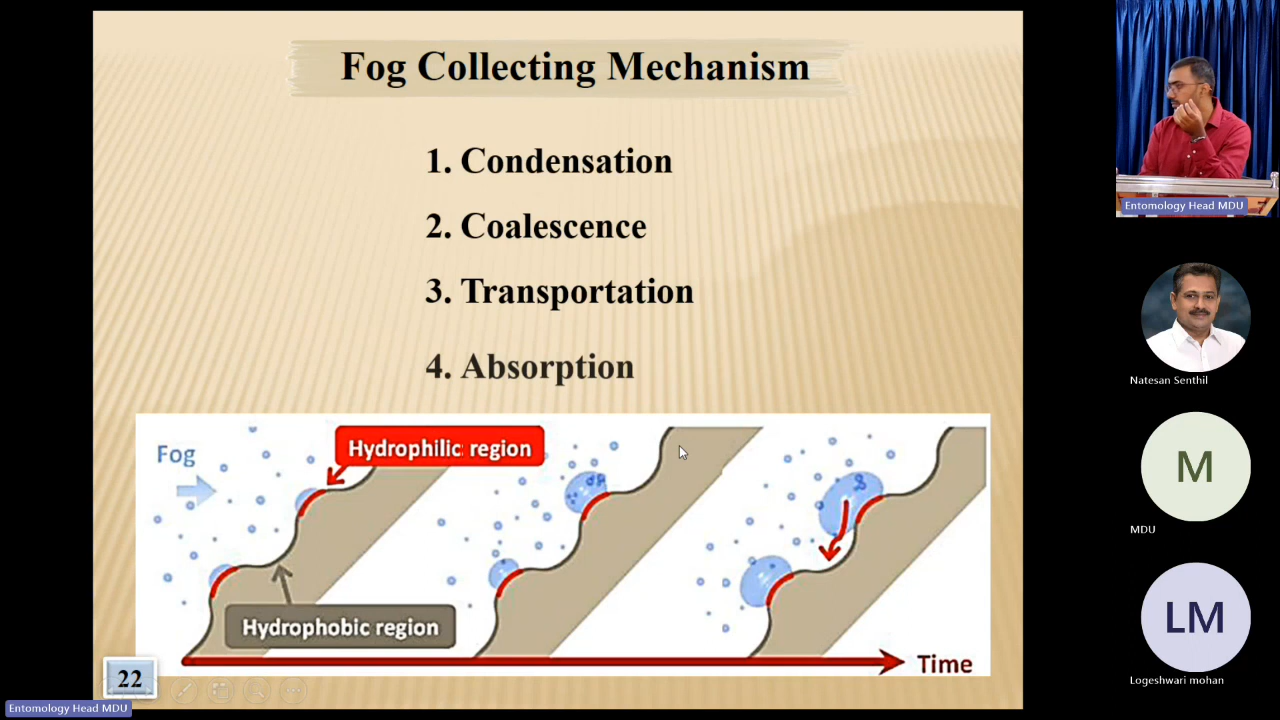 Fog Collecting Mechanism
1. Condensation
2. Coalescence
3. Transportation
4. Absorption
Fog
Hydrophilic region
Hydrophobic region
Time
22
Entomology Head MDU
Entomology Head MDU
Natesan Senthil
M
MDU
LM
Logeshwari mohan